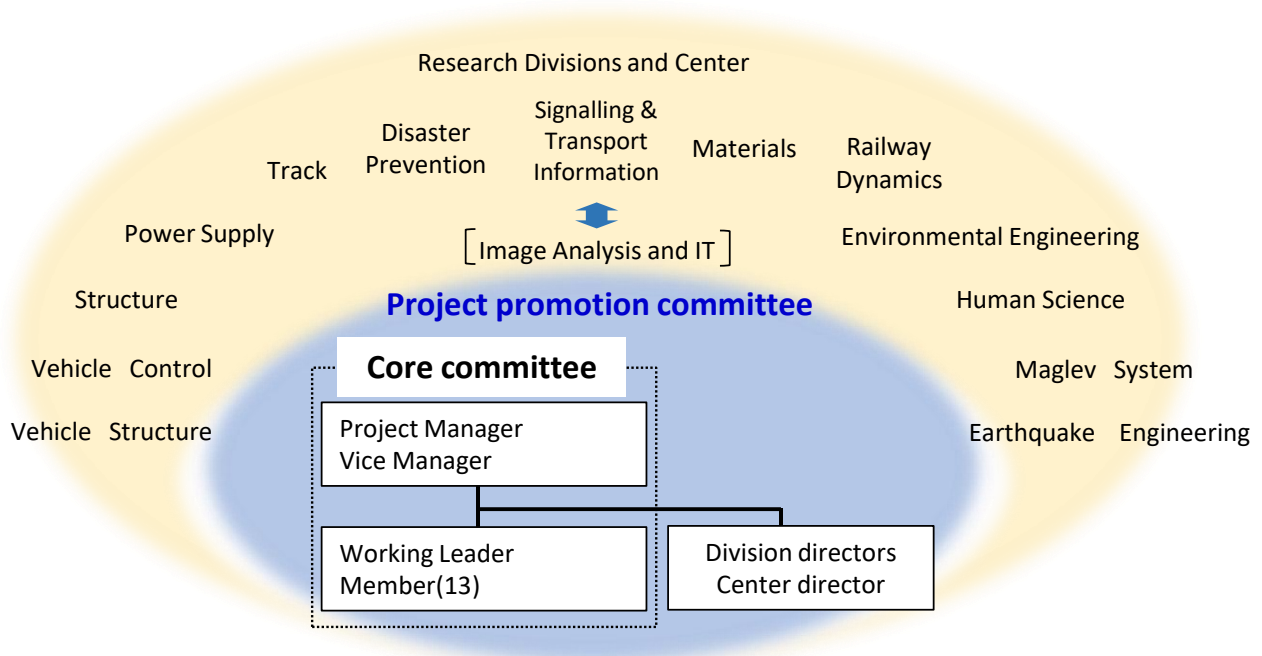 Research Divisions and Center
Signalling &
Transport
Information
Disaster
Prevention
Materials
Railway
Dynamics
Track
Power Supply
[Image Analysis and IT]
Environmental Engineering
Structure
Project promotion committee
Human Science
Vehicle Control
Core committee
Maglev System
Vehicle Structure
Project Manager
Vice Manager
Earthquake Engineering
Working Leader
Member(13)
Division directors
Center director